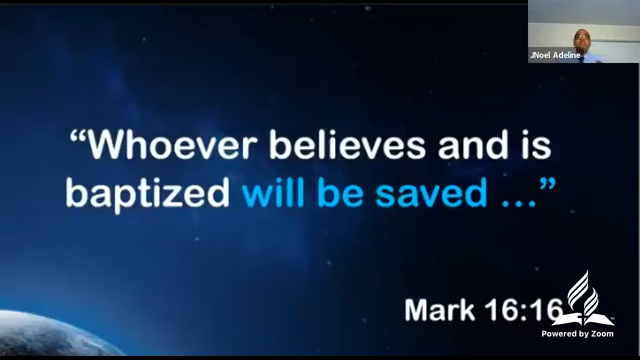 JNoel Adeline
“Whoever believes and is
baptized will be saved ...”
Mark 16:16
Powered by Zoom